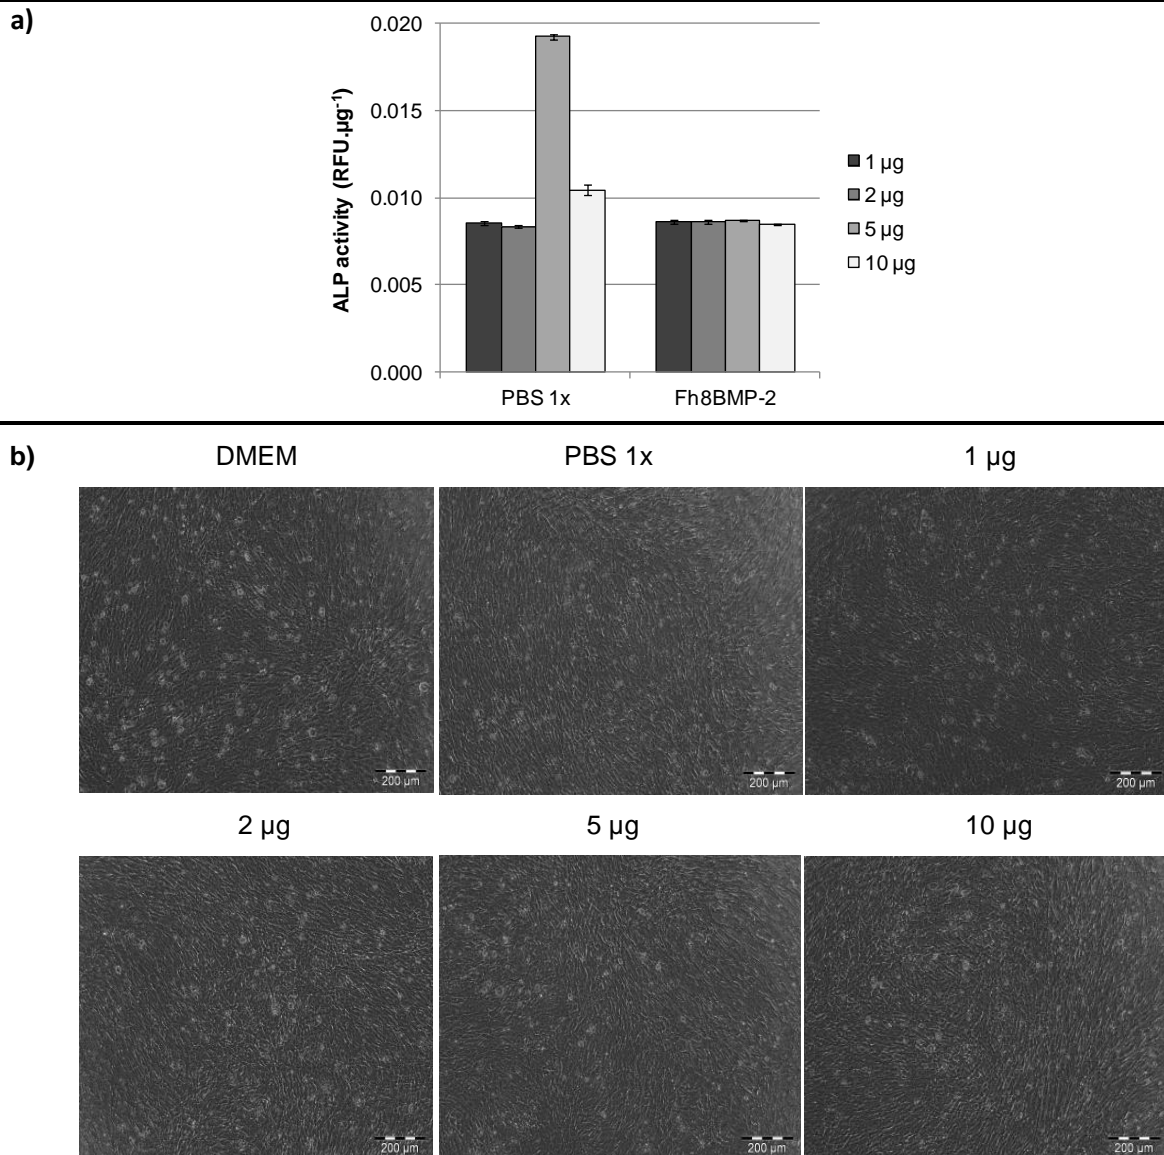 a)
0.020
0.015
0.010
0.005
0.000
ALP activity (RFU.µg⁻¹)
PBS 1x
Fh8BMP-2
1 µg
2 µg
5 µg
10 µg
b)
DMEM
PBS 1x
1 µg
200 µm
200 µm
200 µm
2 µg
5 µg
10 µg
200 µm
200 µm
200 µm